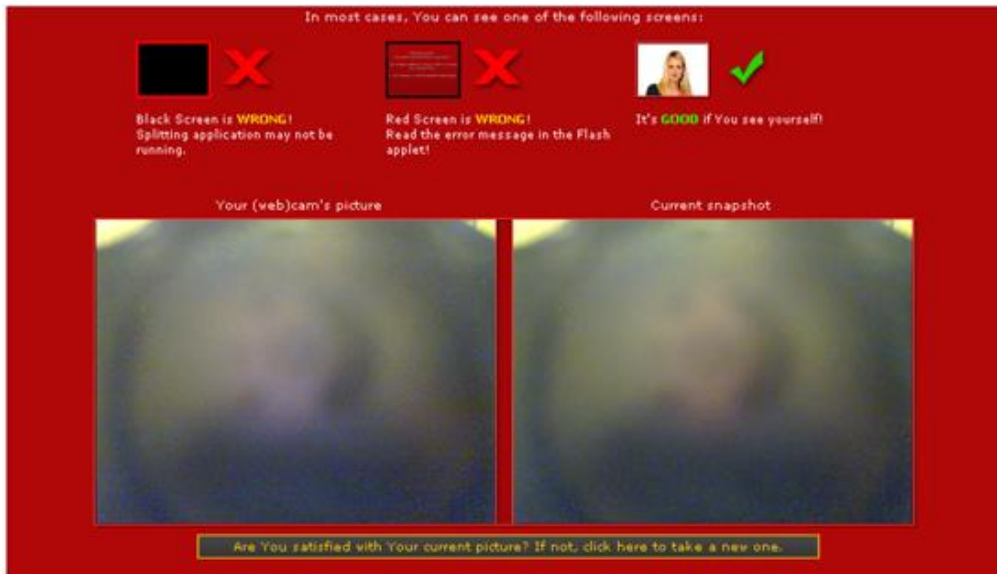 In most cases, You can see one of the following screens:
Black Screen is WRONG!
Splitting application may not be
running.
Red Screen is WRONG!
Read the error message in the Flash
applet!
It's GOOD if You see yourself!
Your (web)cam's picture
Current snapshot
Are You satisfied with Your current picture? If not, click here to take a new one.